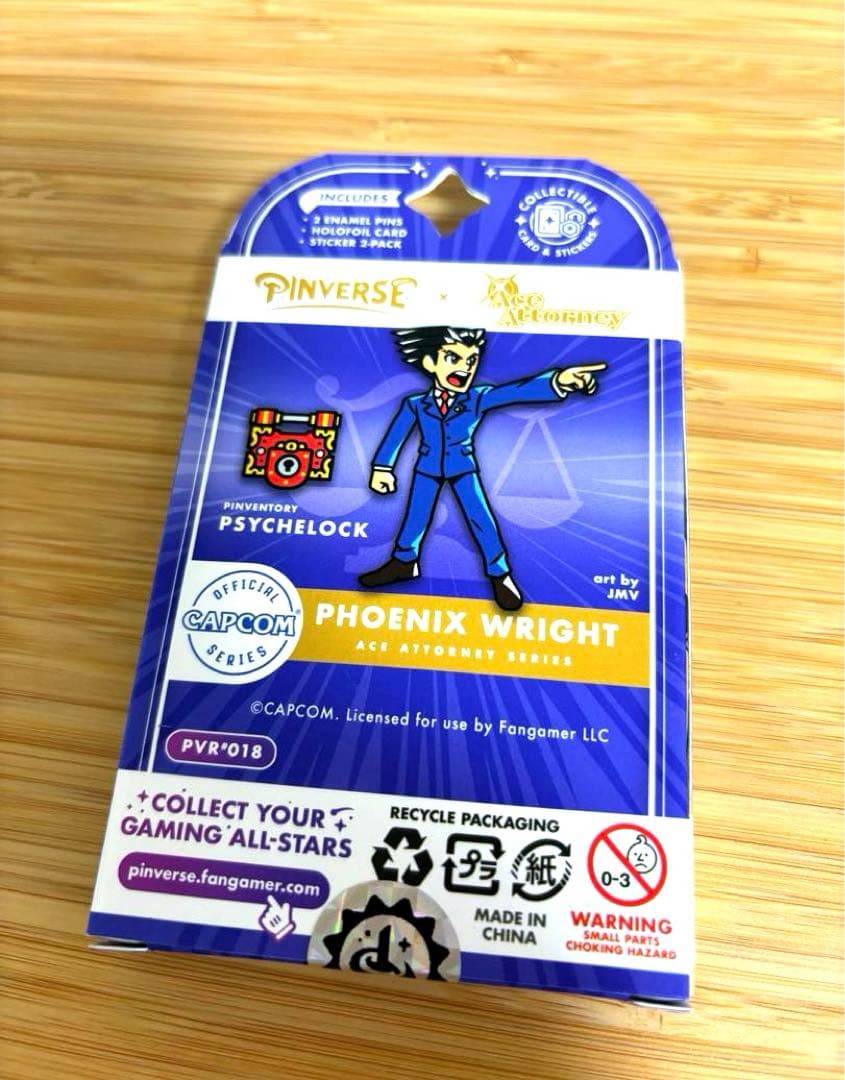 INCLUDES
• 2 ENAMEL PINS
• HOLOFOIL CARD
• STICKER 2-PACK
COLLECTIBLE
CARD & STICKERS
PINVERSE × Ace Attorney
PINVENTORY
PSYCHELOCK
art by
JMV
OFFICIAL
CAPCOM®
SERIES
PHOENIX WRIGHT
ACE ATTORNEY SERIES
©CAPCOM. Licensed for use by Fangamer LLC
PVR#018
COLLECT YOUR
GAMING ALL-STARS
pinverse.fangamer.com
RECYCLE PACKAGING
プラ
紙
MADE IN
CHINA
0-3
WARNING
SMALL PARTS
CHOKING HAZARD